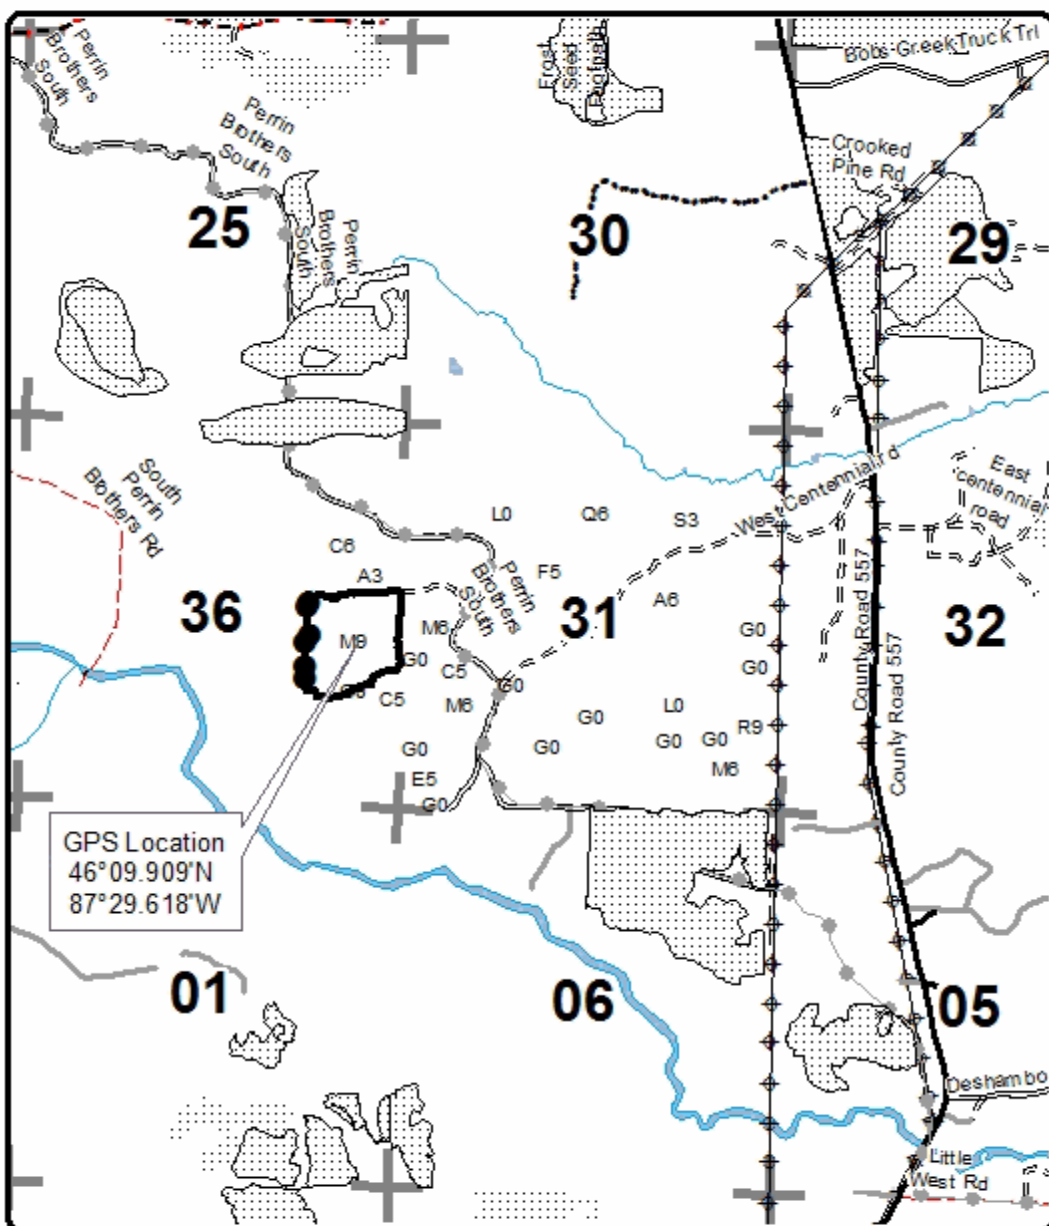 Perrin
Brothers
South
Perrin
Brothers
South
Perrin
Brothers
South
Frost
Seed
Footpath
Bobs Creek Truck Trl
Crooked
Pine Rd
25
30
29
South
Perrin
Brothers Rd
West Centennial rd
East
centennial
road
L0
Q6
S3
C6
A3
F5
A6
Perrin
Brothers
South
36
31
32
M9
M6
G0
C5
G0
C5
M6
G0
G0
G0
L0
G0
G0
G0
G0
R9
M6
G0
E5
G0
County Road 557
County Road 557
GPS Location
46°09.909'N
87°29.618'W
01
06
05
Deshambo
Little
West Rd